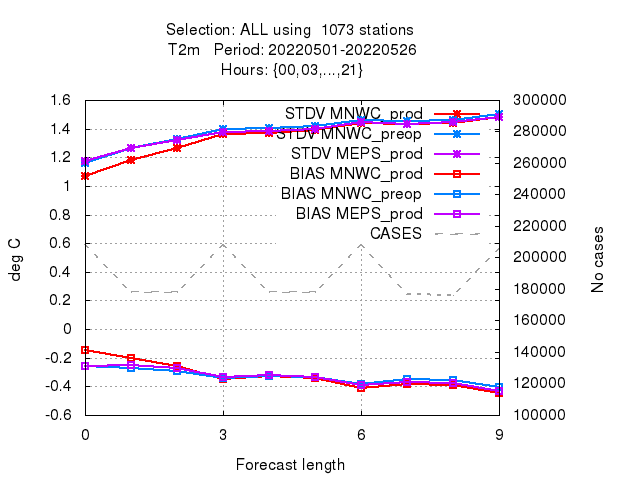 Selection: ALL using  1073 stations
T2m   Period: 20220501-20220526
Hours: {00,03,...,21}
STDV MNWC_prod
STDV MNWC_preop
STDV MEPS_prod
BIAS MNWC_prod
BIAS MNWC_preop
BIAS MEPS_prod
CASES
1.6
1.4
1.2
1
0.8
0.6
0.4
0.2
0
-0.2
-0.4
-0.6
deg C
300000
280000
260000
240000
220000
200000
180000
160000
140000
120000
100000
No cases
0 3 6 9
Forecast length